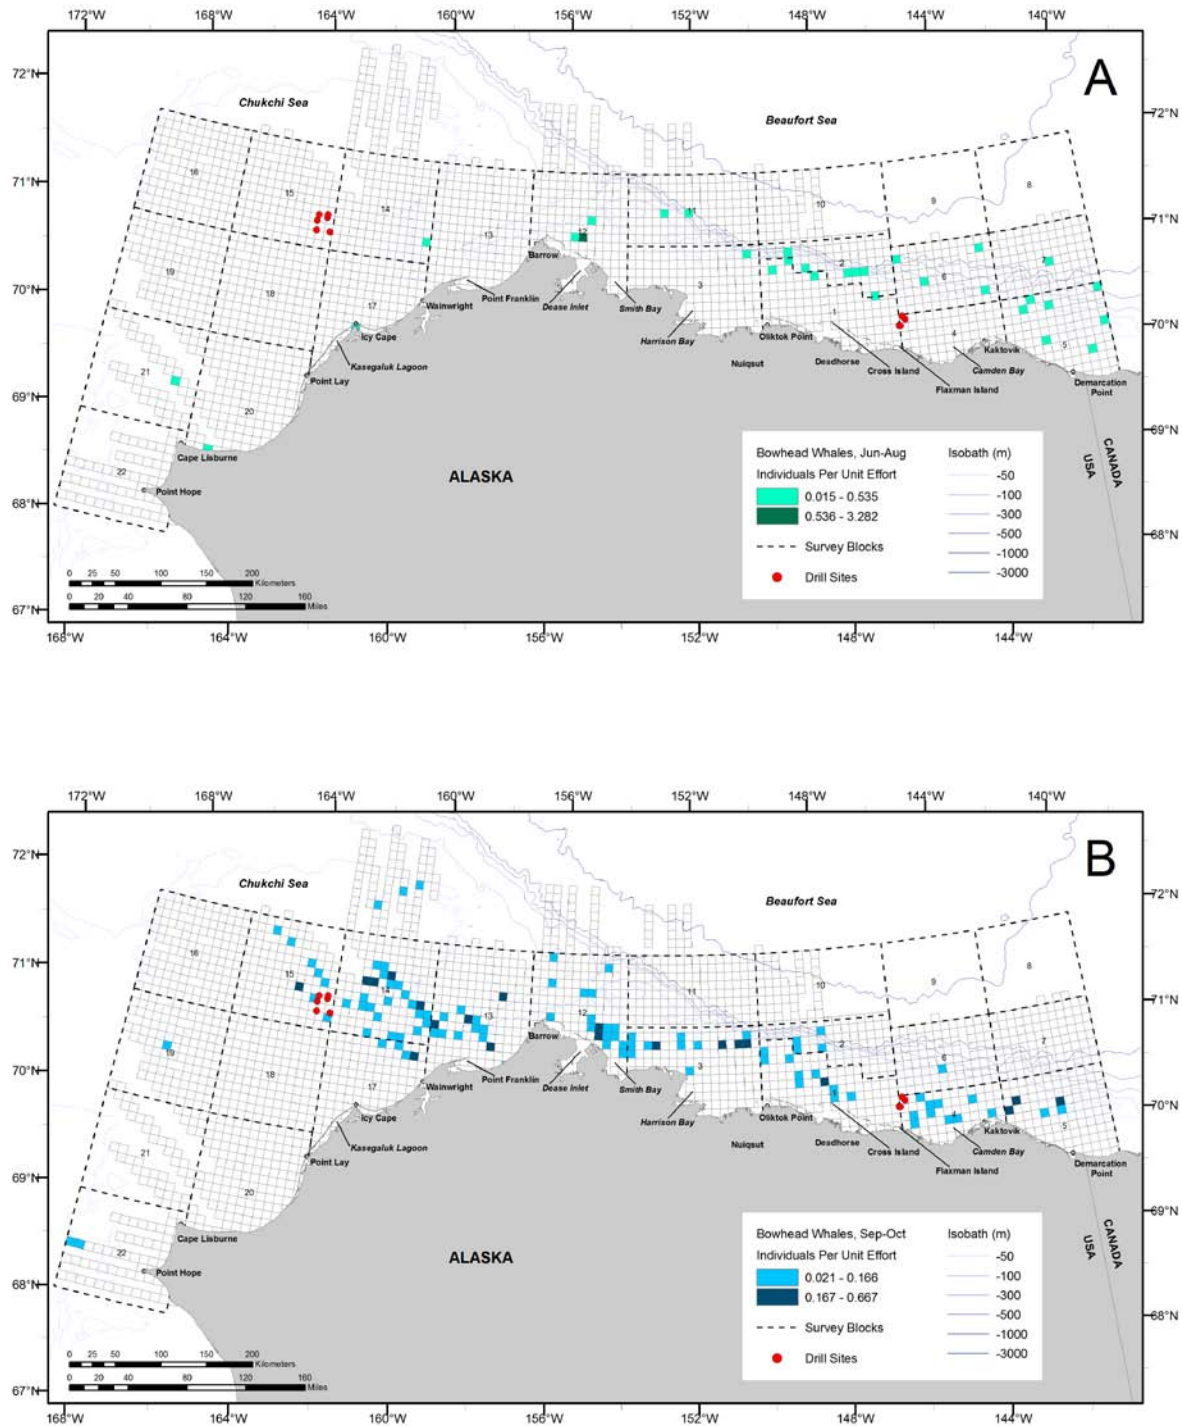 172°W 168°W 164°W 160°W 156°W 152°W 148°W 144°W 140°W
A
72°N
72°N
Chukchi Sea
Beaufort Sea
71°N
71°N
70°N
70°N
69°N
69°N
68°N
68°N
67°N
16
15
14
13
12
11
10
9
8
19
18
17
3
2
1
6
7
4
5
21
20
22
Barrow
Wainwright
Point Franklin
Dease Inlet
Smith Bay
Harrison Bay
Icy Cape
Kasegaluk Lagoon
Point Lay
Oliktok Point
Nuiqsut
Deadhorse
Cross Island
Flaxman Island
Camden Bay
Kaktovik
Demarcation
Point
Cape Lisburne
Point Hope
ALASKA
CANADA
USA
Bowhead Whales, Jun-Aug
Individuals Per Unit Effort
0.015 - 0.535
0.536 - 3.282
Survey Blocks
Drill Sites
Isobath (m)
-50
-100
-300
-500
-1000
-3000
0 25 50 100 150 200
Kilometers
0 20 40 80 120 160
Miles
168°W 164°W 160°W 156°W 152°W 148°W 144°W
172°W 168°W 164°W 160°W 156°W 152°W 148°W 144°W 140°W
B
72°N
72°N
Chukchi Sea
Beaufort Sea
71°N
71°N
70°N
70°N
69°N
69°N
68°N
68°N
67°N
16
15
14
13
12
10
9
8
19
18
17
3
2
1
6
7
4
5
21
20
22
Barrow
Wainwright
Point Franklin
Dease Inlet
Smith Bay
Harrison Bay
Icy Cape
Kasegaluk Lagoon
Point Lay
Oliktok Point
Nuiqsut
Deadhorse
Cross Island
Flaxman Island
Camden Bay
Kaktovik
Demarcation
Point
Cape Lisburne
Point Hope
ALASKA
CANADA
USA
Bowhead Whales, Sep-Oct
Individuals Per Unit Effort
0.021 - 0.166
0.167 - 0.667
Survey Blocks
Drill Sites
Isobath (m)
-50
-100
-300
-500
-1000
-3000
0 25 50 100 150 200
Kilometers
0 20 40 80 120 160
Miles
168°W 164°W 160°W 156°W 152°W 148°W 144°W